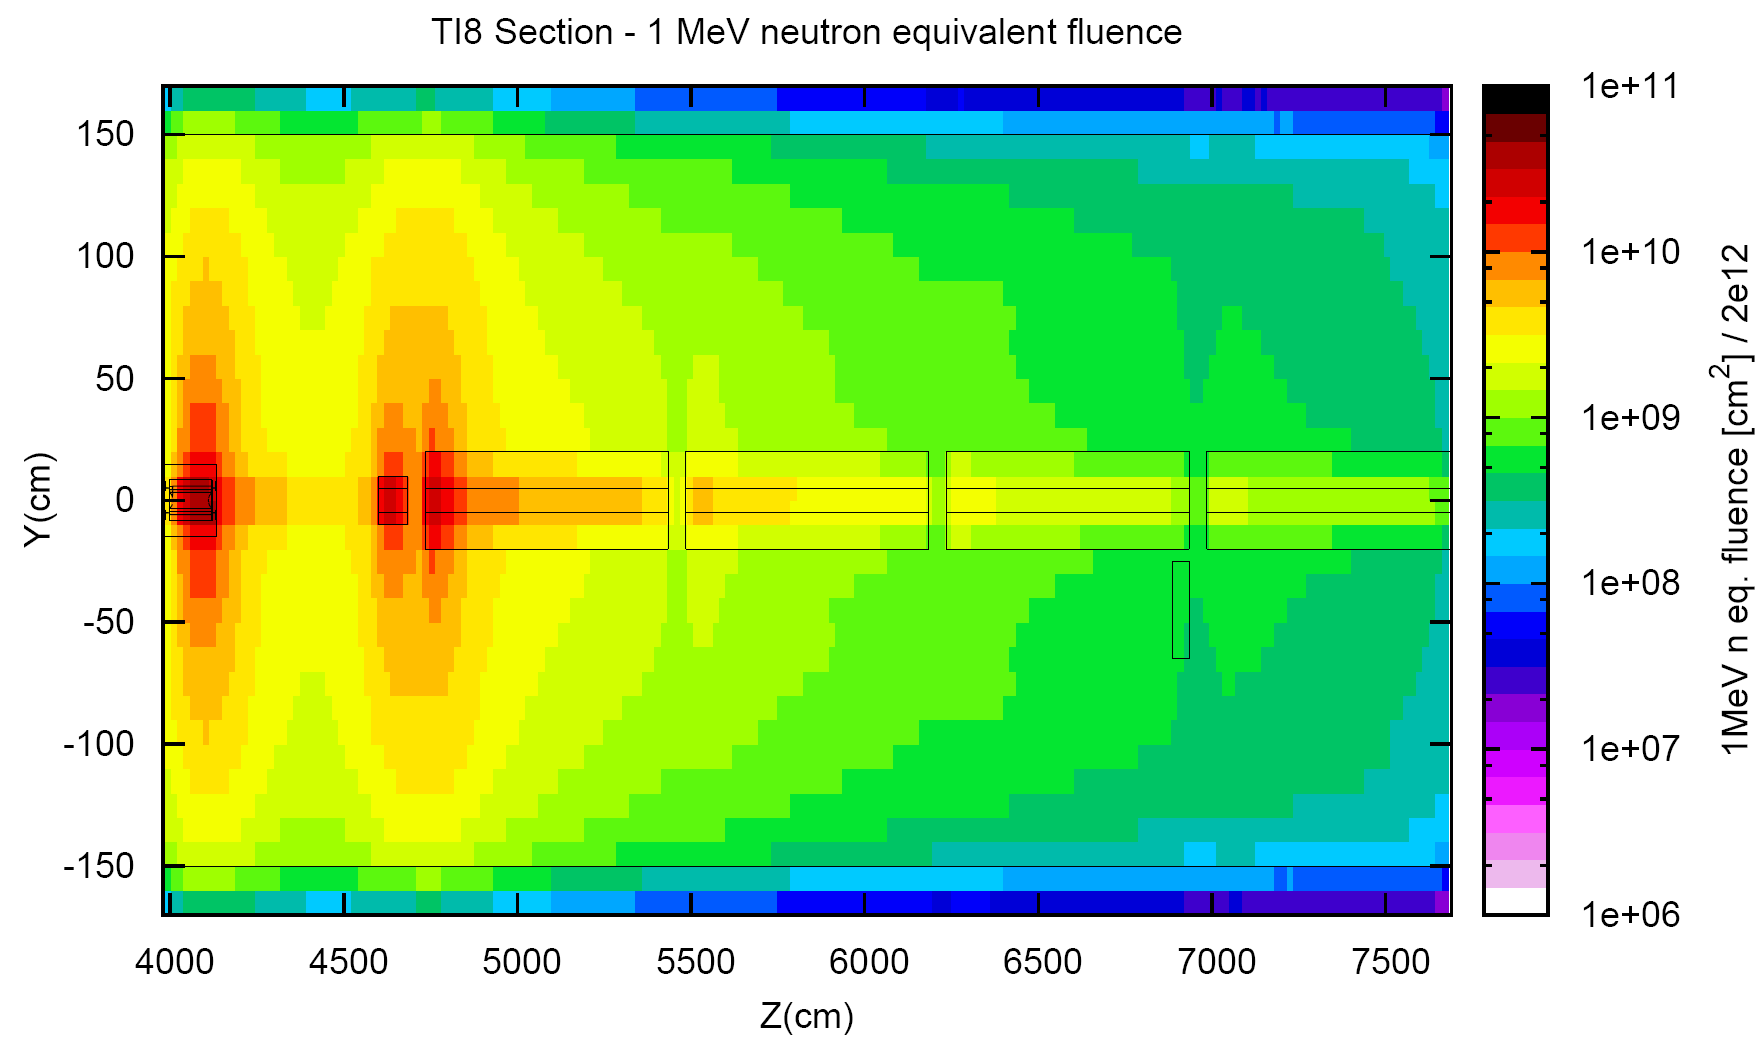 TI8 Section - 1 MeV neutron equivalent fluence
1e+11
150
1e+10
100
50
1e+09
Y(cm)
0
1MeV n eq. fluence [cm²] / 2e12
1e+08
-50
-100
1e+07
-150
1e+06
4000 4500 5000 5500 6000 6500 7000 7500
Z(cm)